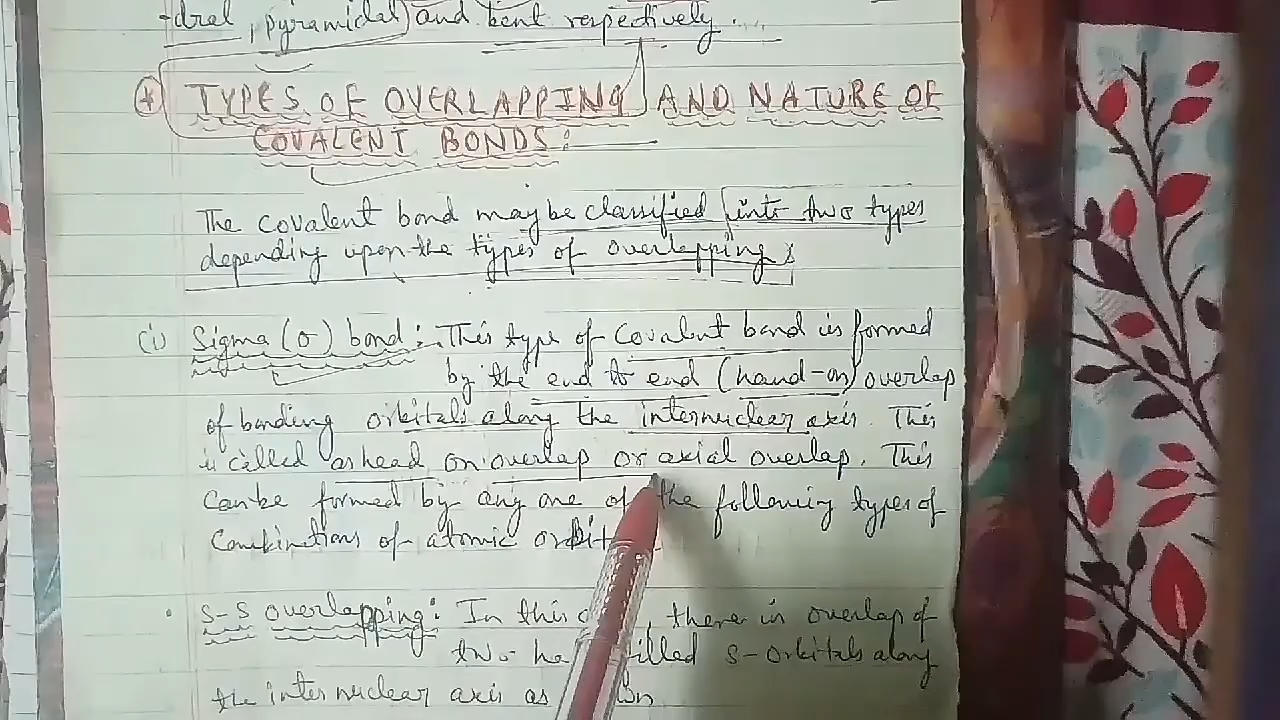 -dral, pyramidal) and bent respectively....
TYPES OF OVERLAPPING AND NATURE OF
COVALENT BONDS:
The covalent bond may be classified into two types
depending upon the types of overlapping;
(i) Sigma (σ) bond: This type of covalent bond is formed
by the end to end (hand-on) overlap
of bonding orbitals along the internuclear axis. This
is called as head on overlap or axial overlap. This
can be formed by any one of the following types of
Combinations of atomic orbit
• s-s overlapping: In this there is overlap of
two filled s-orbitals along
the internuclear axis as